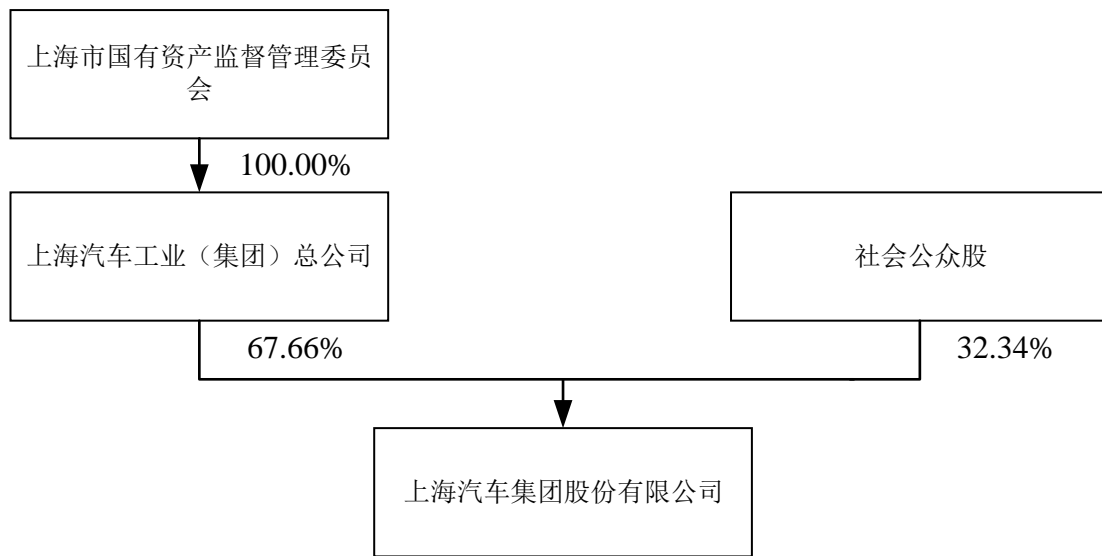 上海市国有资产监督管理委员
会
100.00%
上海汽车工业（集团）总公司
社会公众股
67.66%
32.34%
上海汽车集团股份有限公司